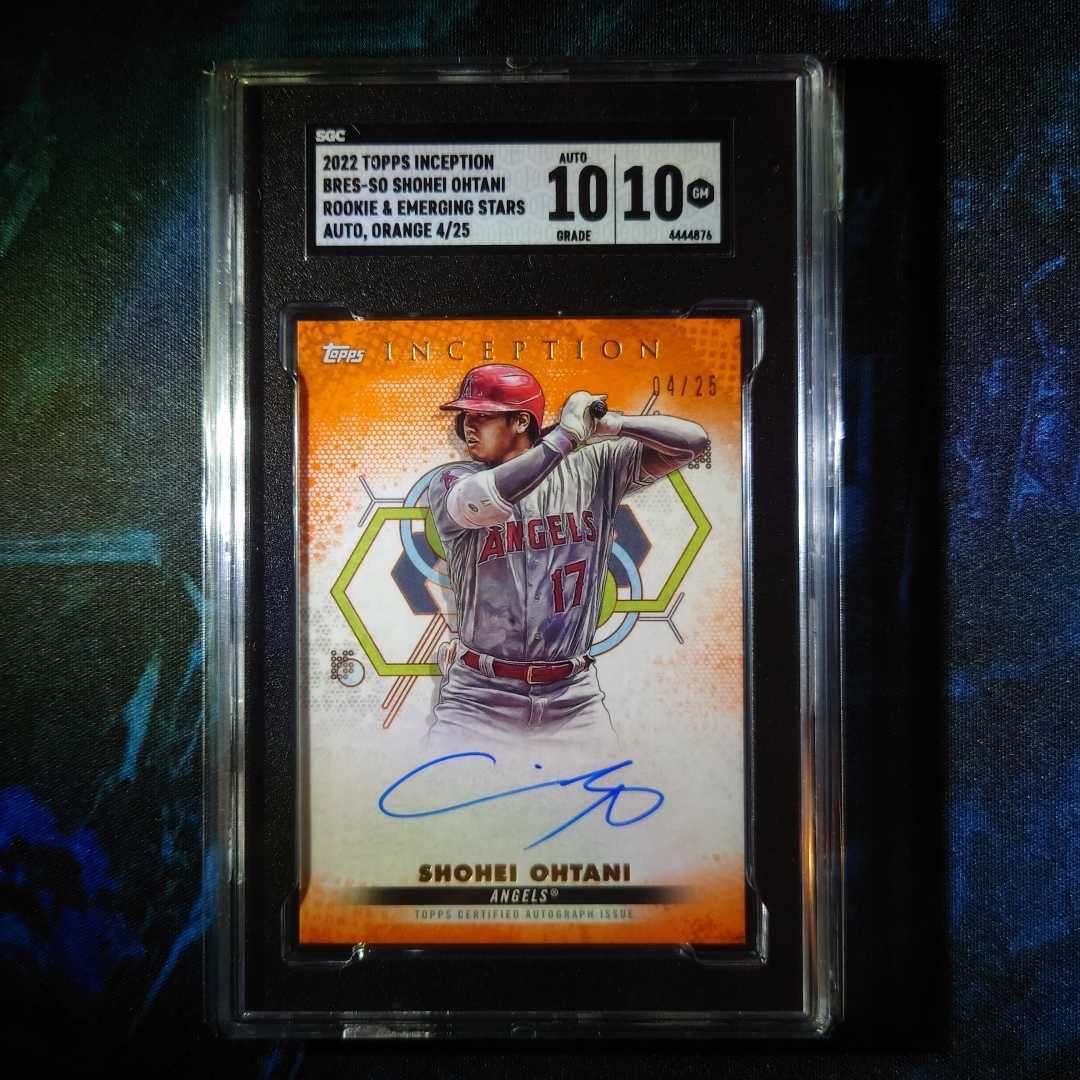 SGC
2022 TOPPS INCEPTION
BRES-SO SHOHEI OHTANI
ROOKIE & EMERGING STARS
AUTO, ORANGE 4/25
AUTO
10
GRADE
10
GM
4444876
Topps INCEPTION
04/25
ANGELS
17
SHOHEI OHTANI
ANGELS®
TOPPS CERTIFIED AUTOGRAPH ISSUE